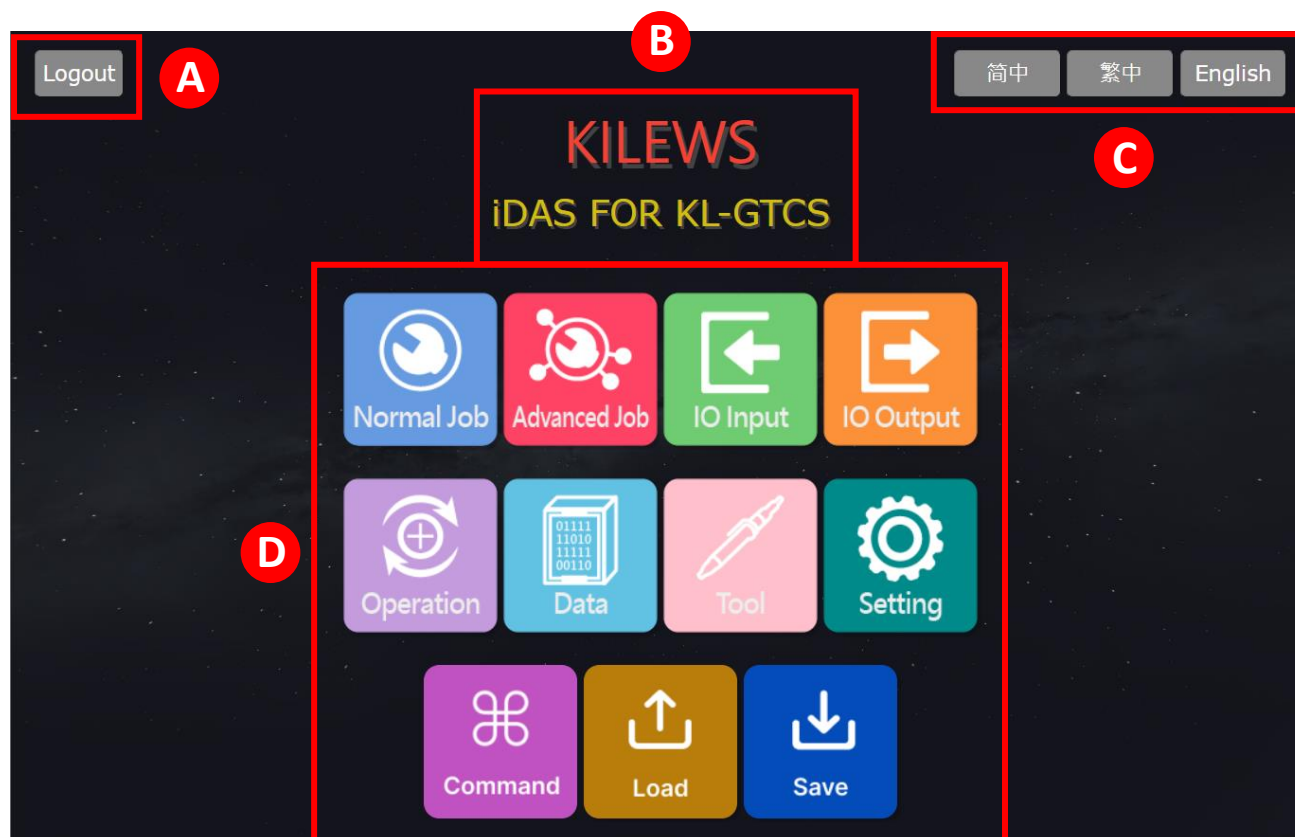 B
Logout
A
简中
繁中
English
C
KILEWS
iDAS FOR KL-GTCS
Normal Job
Advanced Job
IO Input
IO Output
D
01111
11010
11111
00110
Operation
Data
Tool
Setting
Command
Load
Save